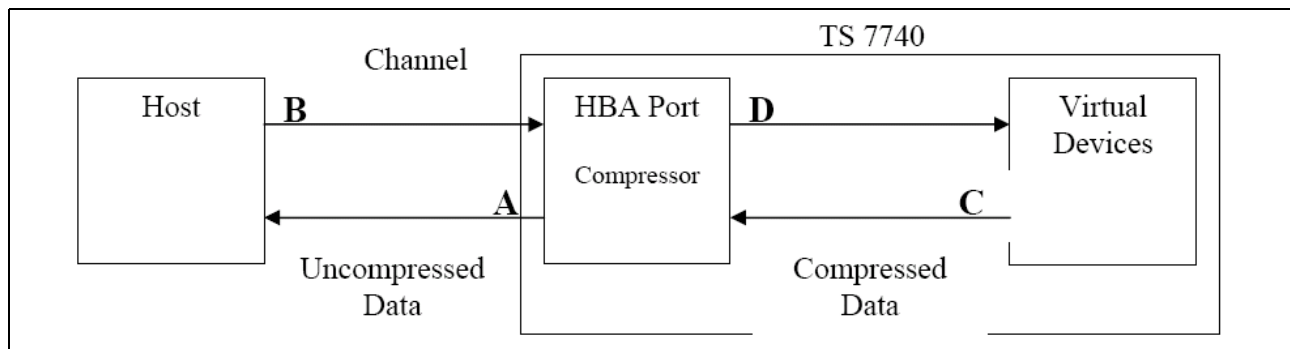 TS 7740
Channel
Host
B
HBA Port
D
Virtual
Devices
Compressor
A
C
Uncompressed
Data
Compressed
Data